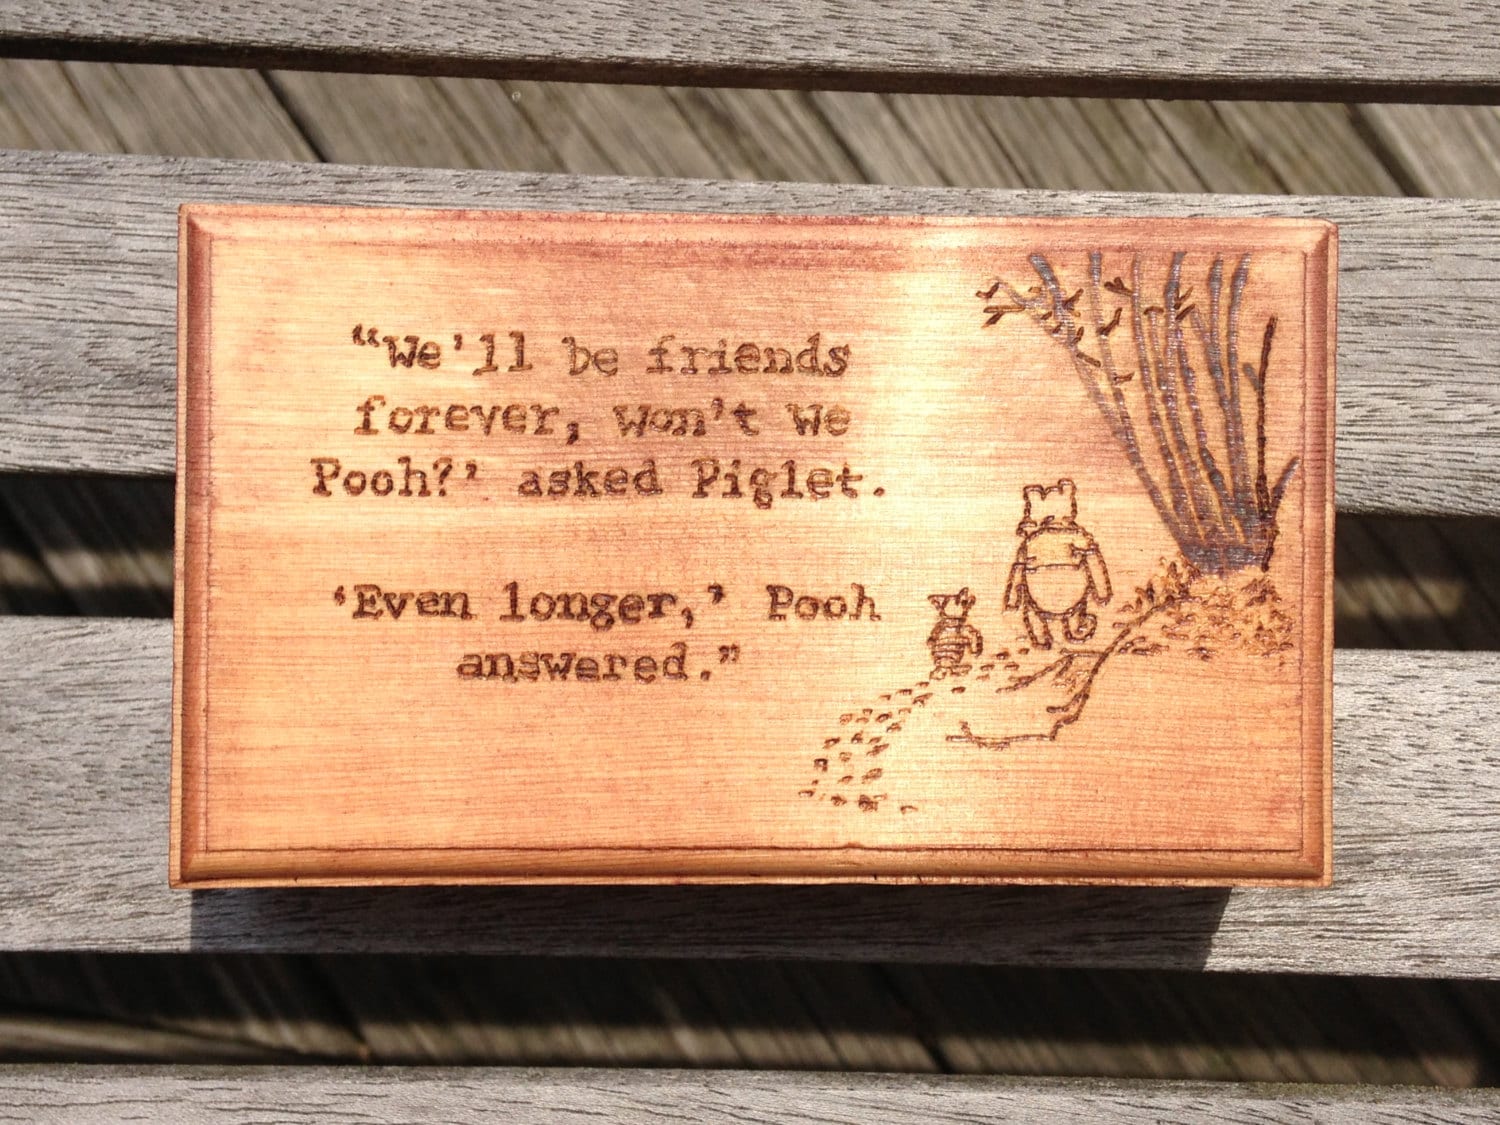 “We'll be friends
forever, won't we
Pooh?’ asked Piglet.
‘Even longer,’ Pooh
answered.”